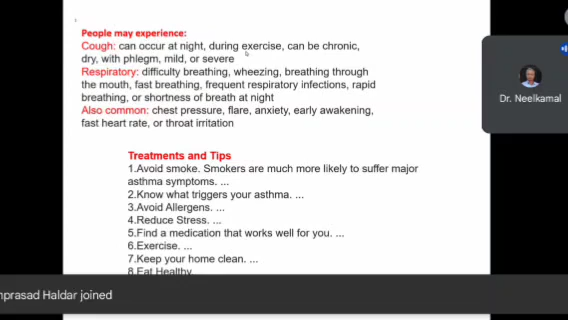 People may experience:
Cough: can occur at night, during exercise, can be chronic,
dry, with phlegm, mild, or severe
Respiratory: difficulty breathing, wheezing, breathing through
the mouth, fast breathing, frequent respiratory infections, rapid
breathing, or shortness of breath at night
Also common: chest pressure, flare, anxiety, early awakening,
fast heart rate, or throat irritation
Dr. Neelkamal
Treatments and Tips
1.Avoid smoke. Smokers are much more likely to suffer major
asthma symptoms. ...
2.Know what triggers your asthma. ...
3.Avoid Allergens. ...
4.Reduce Stress. ...
5.Find a medication that works well for you. ...
6.Exercise. ...
7.Keep your home clean. ...
8.Eat Healthy.
Haldar joined